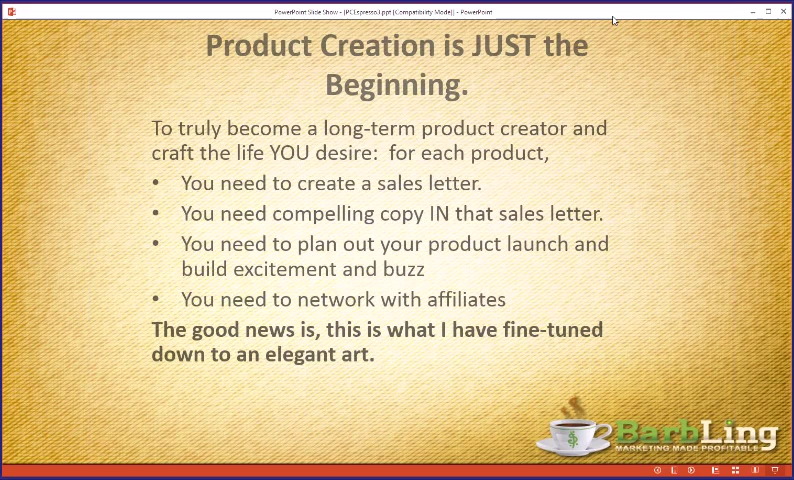 PowerPoint Slide Show - [PCLspresso3.ppt [Compatibility Mode]] - PowerPoint
Product Creation is JUST the
Beginning.
To truly become a long-term product creator and
craft the life YOU desire:  for each product,
• You need to create a sales letter.
• You need compelling copy IN that sales letter.
• You need to plan out your product launch and
build excitement and buzz
• You need to network with affiliates
The good news is, this is what I have fine-tuned
down to an elegant art.
$
BarbLing
MARKETING MADE PROFITABLE